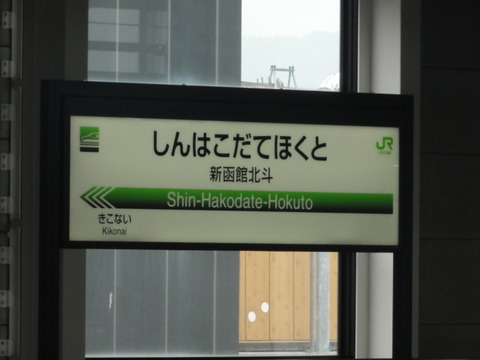 しんはこだてほくと
JR
新函館北斗
Shin-Hakodate-Hokuto
きこない
Kikonai